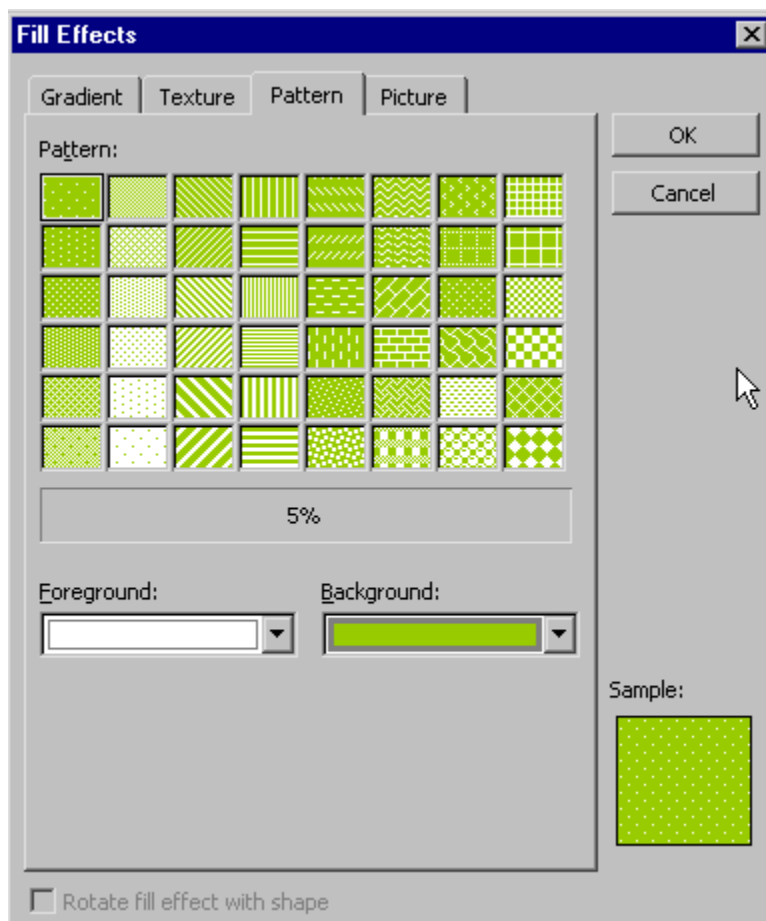 Fill Effects
Gradient Texture Pattern Picture
Pattern:
OK
Cancel
5%
Foreground: Background:
Sample:
Rotate fill effect with shape